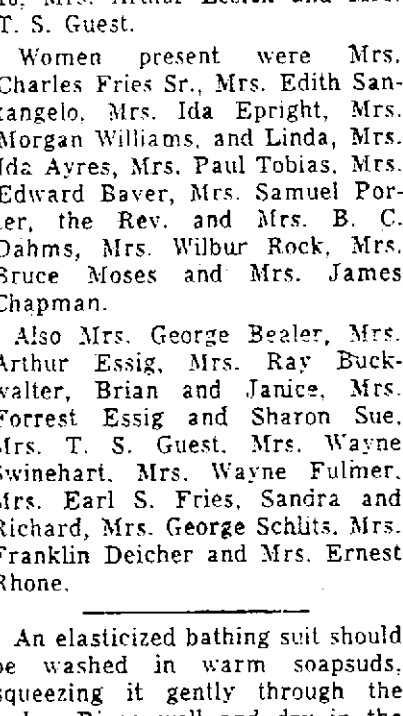 T. S. Guest.
Women present were Mrs.
Charles Fries Sr., Mrs. Edith San-
tangelo, Mrs. Ida Epright, Mrs.
Morgan Williams, and Linda, Mrs.
Ida Ayres, Mrs. Paul Tobias, Mrs.
Edward Baver, Mrs. Samuel Por-
ter, the Rev. and Mrs. B. C.
Dahms, Mrs. Wilbur Rock, Mrs.
Bruce Moses and Mrs. James
Chapman.
Also Mrs. George Bealer, Mrs.
Arthur Essig, Mrs. Ray Buck-
walter, Brian and Janice, Mrs.
Forrest Essig and Sharon Sue,
Mrs. T. S. Guest, Mrs. Wayne
Swinehart, Mrs. Wayne Fulmer,
Mrs. Earl S. Fries, Sandra and
Richard, Mrs. George Schlits, Mrs.
Franklin Deicher and Mrs. Ernest
Rhone.
An elasticized bathing suit should
be washed in warm soapsuds,
squeezing it gently through the